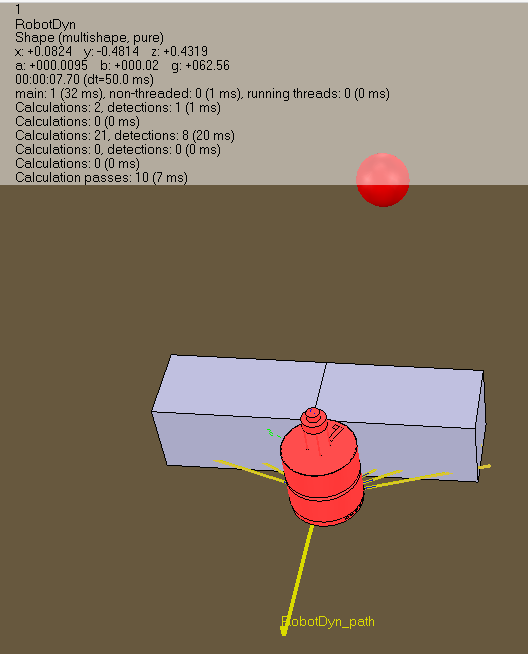 1
RobotDyn
Shape (multishape, pure)
x: +0.0824 y: -0.4814 z: +0.4319
a: +000.0095 b: +000.02 g: +062.56
00:00:07.70 (dt=50.0 ms)
main: 1 (32 ms), non-threaded: 0 (1 ms), running threads: 0 (0 ms)
Calculations: 2, detections: 1 (1 ms)
Calculations: 0 (0 ms)
Calculations: 21, detections: 8 (20 ms)
Calculations: 0, detections: 0 (0 ms)
Calculations: 0 (0 ms)
Calculation passes: 10 (7 ms)
RobotDyn_path